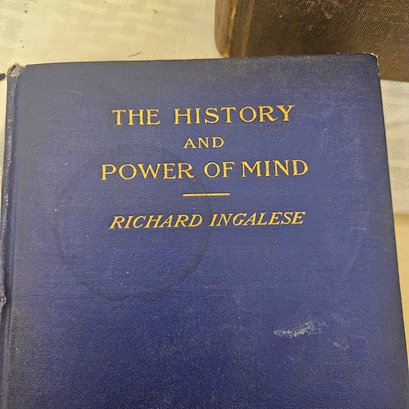 THE HISTORY
AND
POWER OF MIND
RICHARD INGALESE